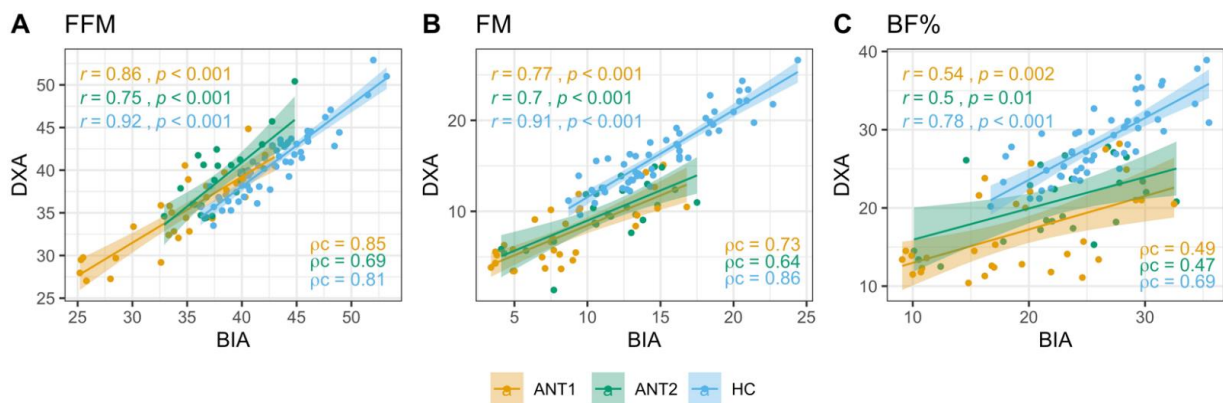 A FFM
DXA
50
45
40
35
30
25
r = 0.86 , p < 0.001
r = 0.75 , p < 0.001
r = 0.92 , p < 0.001
ρc = 0.85
ρc = 0.69
ρc = 0.81
25 30 35 40 45 50
BIA
B FM
DXA
20
10
r = 0.77 , p < 0.001
r = 0.7 , p < 0.001
r = 0.91 , p < 0.001
ρc = 0.73
ρc = 0.64
ρc = 0.86
5 10 15 20 25
BIA
C BF%
DXA
40
30
20
10
r = 0.54 , p = 0.002
r = 0.5 , p = 0.01
r = 0.78 , p < 0.001
ρc = 0.49
ρc = 0.47
ρc = 0.69
10 20 30
BIA
a ANT1 a ANT2 a HC